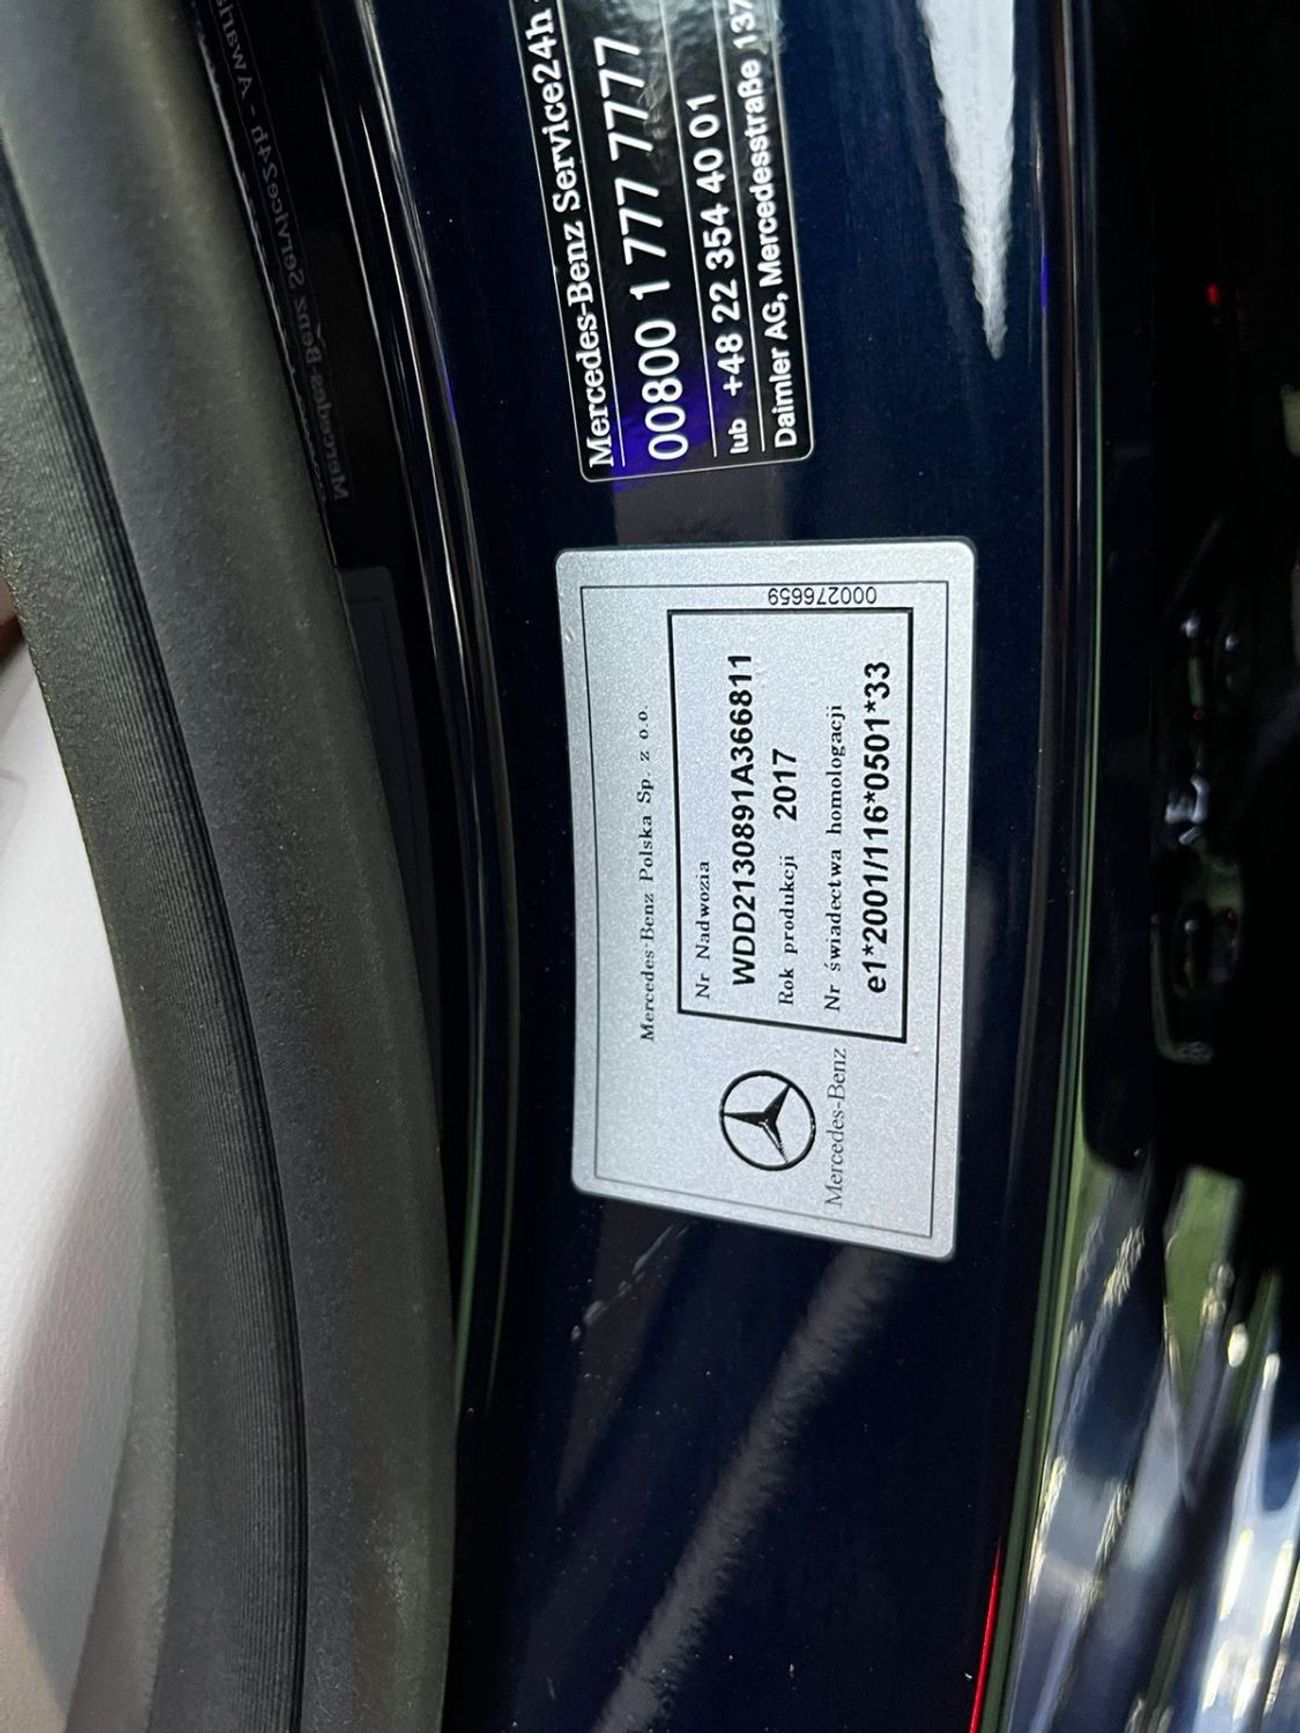 Mercedes-Benz Service24h
00800 1 777 7777
lub +48 22 354 40 01
Daimler AG, Mercedesstraße 137
Mercedes-Benz Polska Sp. z o.o.
Nr Nadwozia
WDD2130891A366811
Rok produkcji 2017
Nr świadectwa homologacji
e1*2001/116*0501*33
000276659
Mercedes-Benz